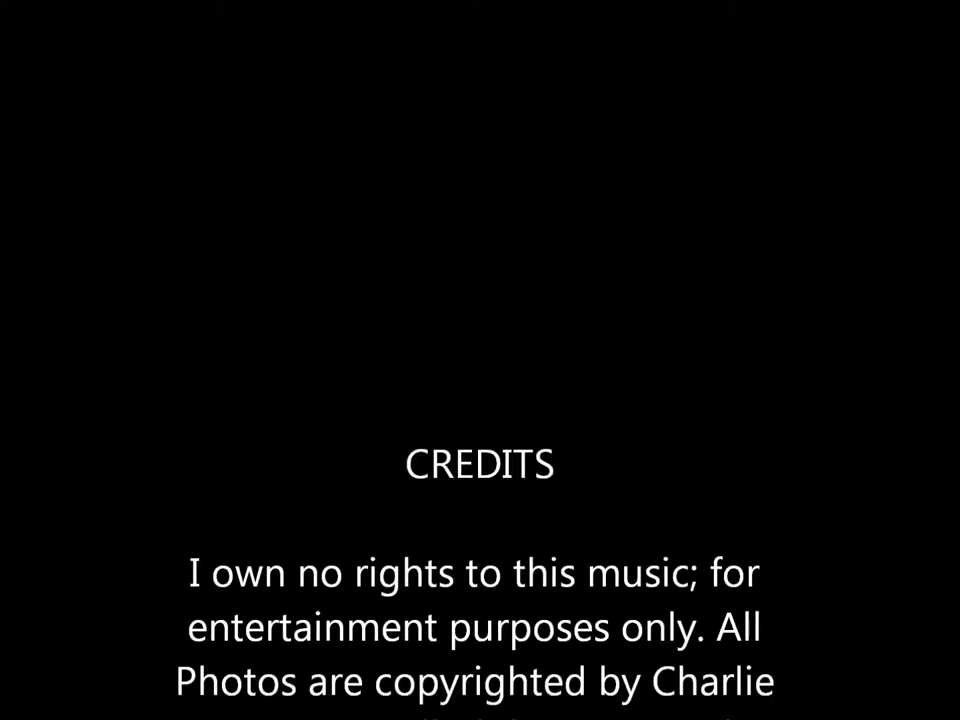 CREDITS
I own no rights to this music; for
entertainment purposes only. All
Photos are copyrighted by Charlie